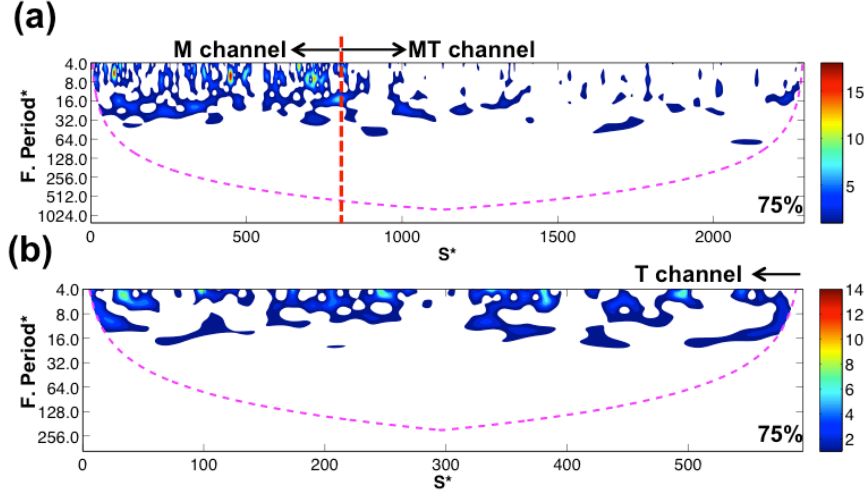 (a)
M channel MT channel
4.0
8.0
16.0
32.0
64.0
128.0
256.0
512.0
1024.0
F. Period*
0 500 1000 1500 2000
S*
75%
15
10
5
(b)
T channel
4.0
8.0
16.0
32.0
64.0
128.0
256.0
F. Period*
0 100 200 300 400 500
S*
75%
14
12
10
8
6
4
2